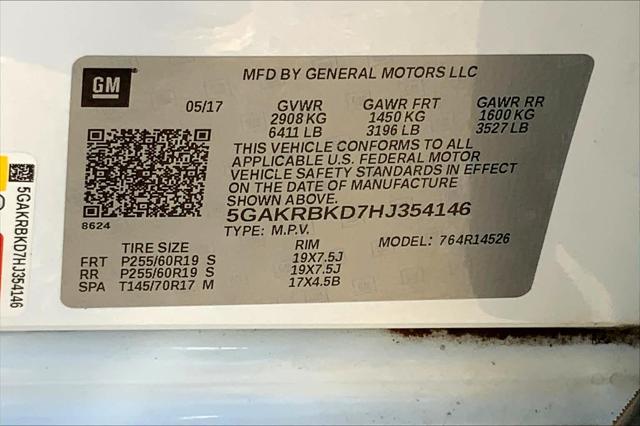 GM
MFD BY GENERAL MOTORS LLC
05/17 GVWR GAWR FRT GAWR RR
2908 KG 1450 KG 1600 KG
6411 LB 3196 LB 3527 LB
THIS VEHICLE CONFORMS TO ALL
APPLICABLE U.S. FEDERAL MOTOR
VEHICLE SAFETY STANDARDS IN EFFECT
ON THE DATE OF MANUFACTURE
SHOWN ABOVE.
8624
5GAKRBKD7HJ354146
TYPE: M.P.V. MODEL: 764R14526
TIRE SIZE RIM
FRT P255/60R19 S 19X7.5J
RR P255/60R19 S 19X7.5J
SPA T145/70R17 M 17X4.5B
5GAKRBKD7HJ354146